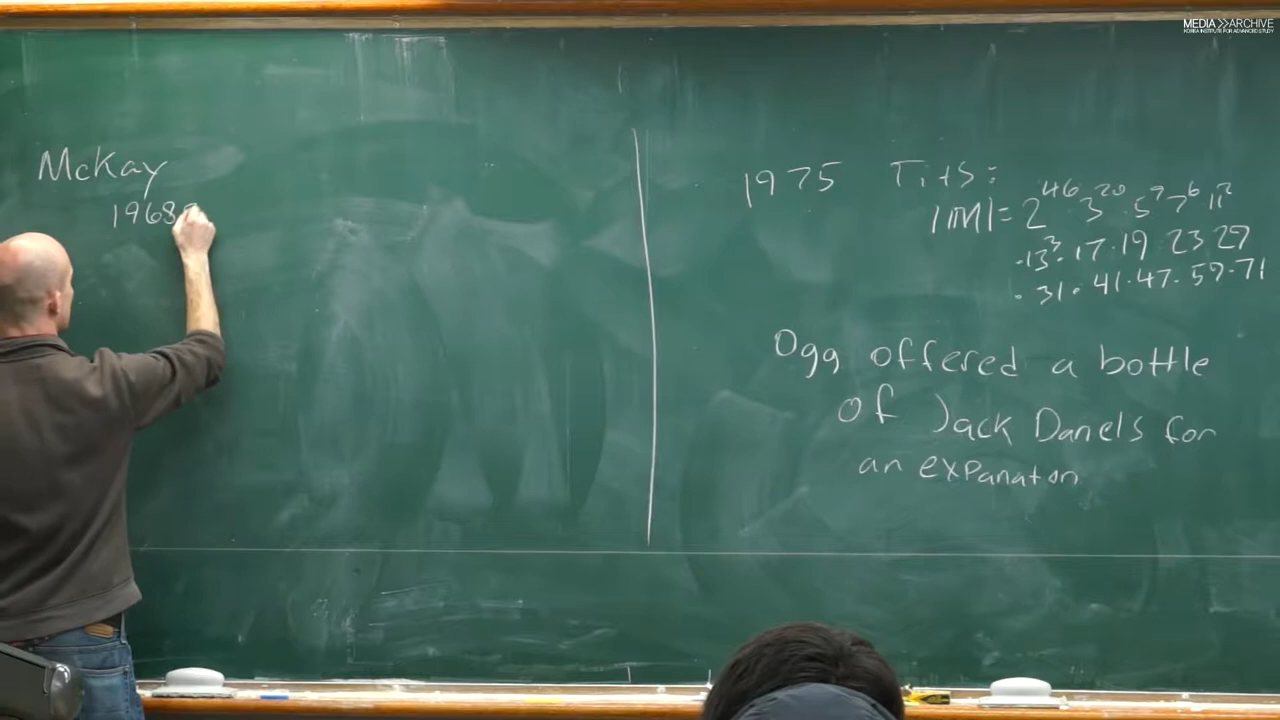 MEDIA >> ARCHIVE
KOREA INSTITUTE FOR ADVANCED STUDY
McKay
1968
1975 Tits:
|M|= 2^46 · 3^20 · 5^9 7^6 11^2
· 13^3 · 17 · 19 · 23 29
· 31 · 41 · 47 · 59 · 71
Ogg offered a bottle
of Jack Danels for
an expanaton